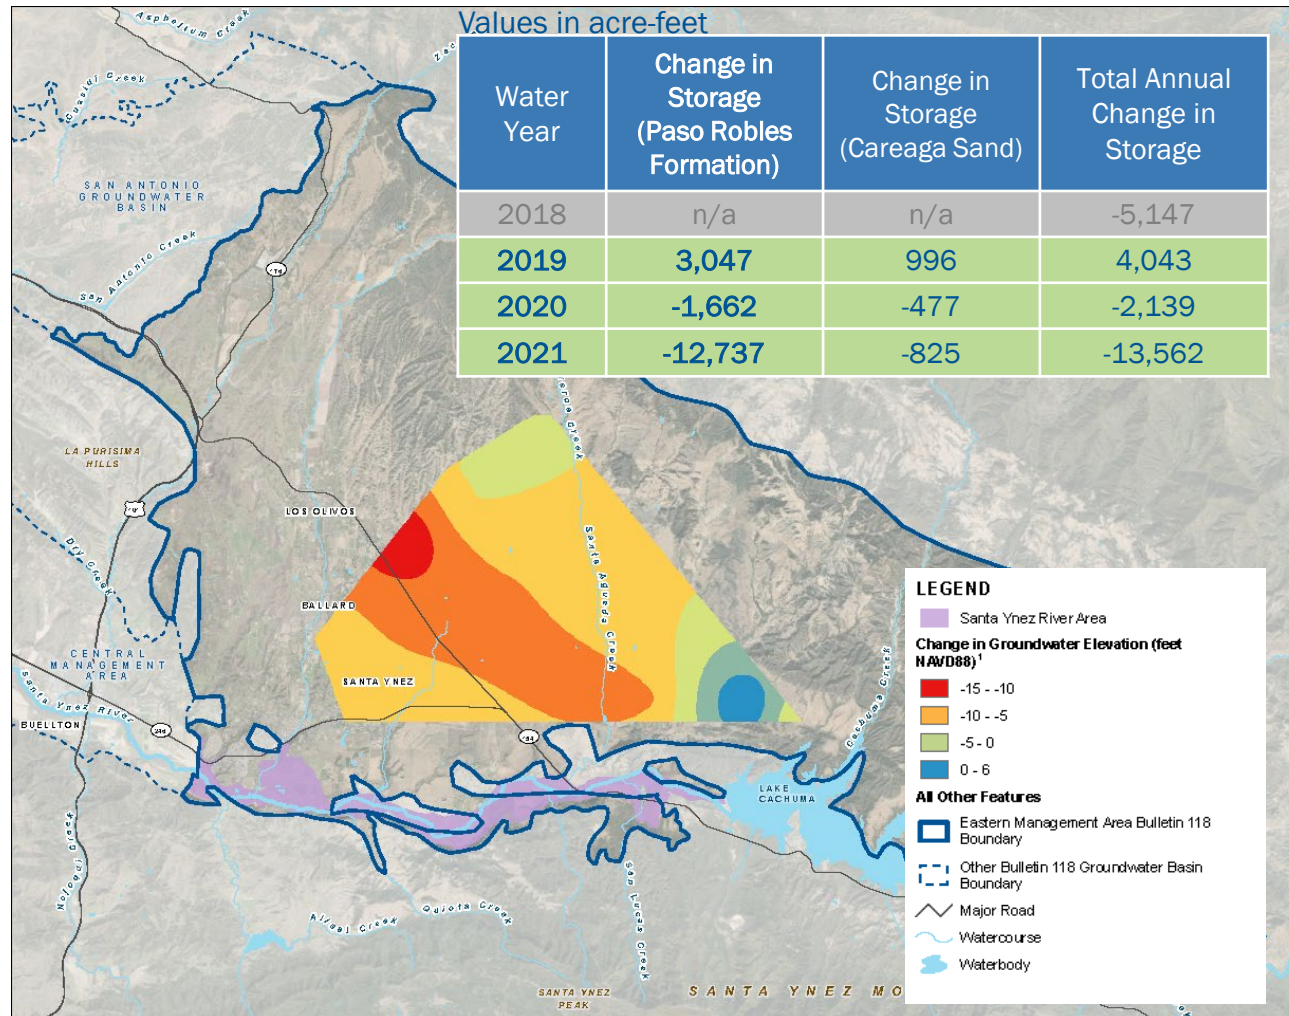 Values in acre-feet
Water Year
Change in Storage (Paso Robles Formation)
Change in Storage (Careaga Sand)
Total Annual Change in Storage
2018 n/a n/a -5,147
2019 3,047 996 4,043
2020 -1,662 -477 -2,139
2021 -12,737 -825 -13,562
SAN ANTONIO
GROUNDWATER
BASIN
San Antonio Creek
LA PURISIMA
HILLS
LOS OLIVOS
BALLARD
SANTA YNEZ
Santa Agueda Creek
Dry Creek
CENTRAL
MANAGEMENT
AREA
Santa Ynez River
BUELLTON
246
154
LAKE
CACHUMA
Cachuma Creek
Nojoqui Creek
Alisal Creek
Quiota Creek
San Lucas Creek
SANTA YNEZ
PEAK
SANTA YNEZ MO
LEGEND
Santa Ynez River Area
Change in Groundwater Elevation (feet
NAVD88)1
-15 - -10
-10 - -5
-5 - 0
0 - 6
All Other Features
Eastern Management Area Bulletin 118
Boundary
Other Bulletin 118 Groundwater Basin
Boundary
Major Road
Watercourse
Waterbody